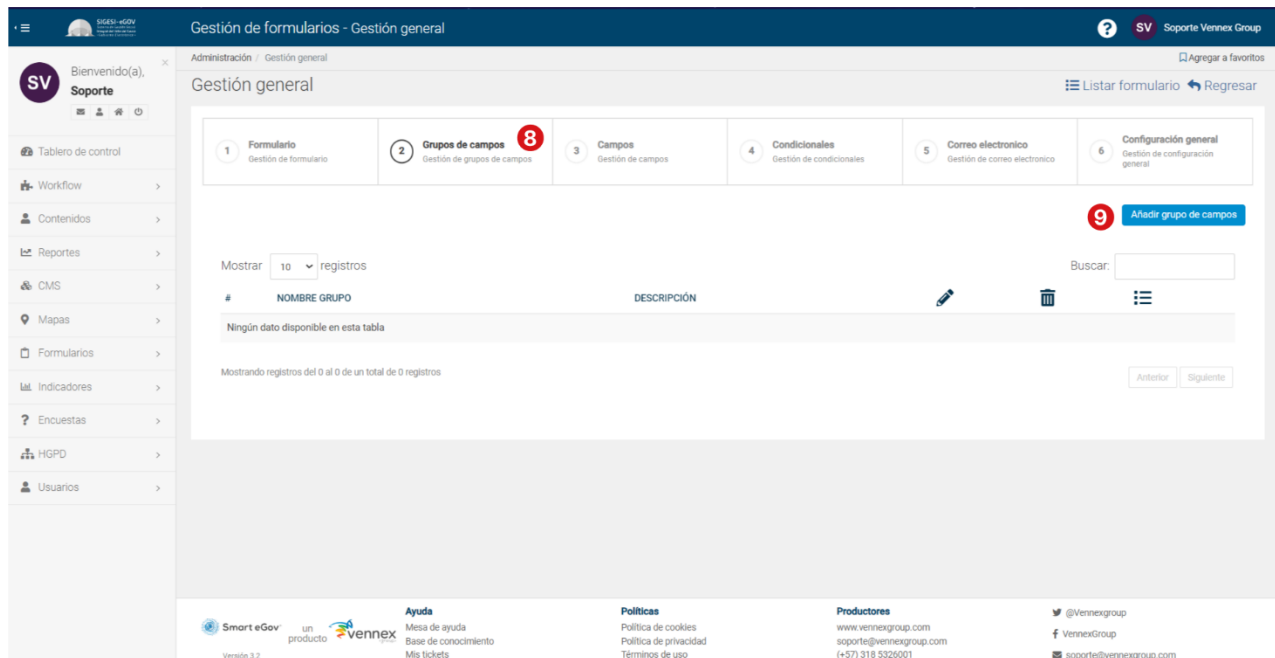 SIGESI-eGOV
Gestión de formularios - Gestión general
?
SV
Soporte Vennex Group
Administración / Gestión general
Agregar a favoritos
SV
Bienvenido(a),
Soporte
×
Gestión general
Listar formulario
Regresar
Tablero de control
Workflow
Contenidos
Reportes
CMS
Mapas
Formularios
Indicadores
Encuestas
HGPD
Usuarios
1
Formulario
Gestión de formulario
2
Grupos de campos
Gestión de grupos de campos
8
3
Campos
Gestión de campos
4
Condicionales
Gestión de condicionales
5
Correo electronico
Gestión de correo electronico
6
Configuración general
Gestión de configuración
general
9
Añadir grupo de campos
Mostrar 10 registros
Buscar:
# NOMBRE GRUPO DESCRIPCIÓN
Ningún dato disponible en esta tabla
Mostrando registros del 0 al 0 de un total de 0 registros
Anterior
Siguiente
Smart eGov
un
producto
vennex
Versión 3.2
Ayuda
Mesa de ayuda
Base de conocimiento
Mis tickets
Políticas
Política de cookies
Política de privacidad
Términos de uso
Productores
www.vennexgroup.com
soporte@vennexgroup.com
(+57) 318 5326001
@Vennexgroup
VennexGroup
soporte@vennexgroup.com